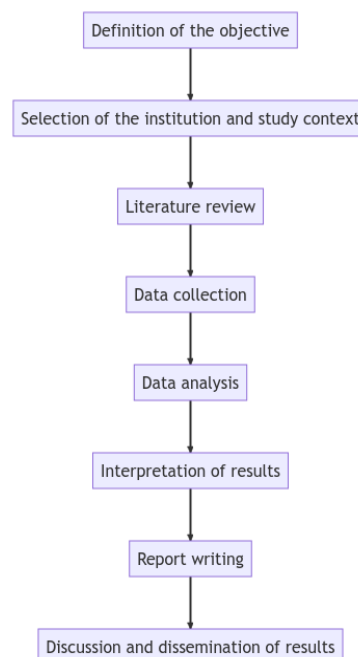 Definition of the objective
Selection of the institution and study context
Literature review
Data collection
Data analysis
Interpretation of results
Report writing
Discussion and dissemination of results